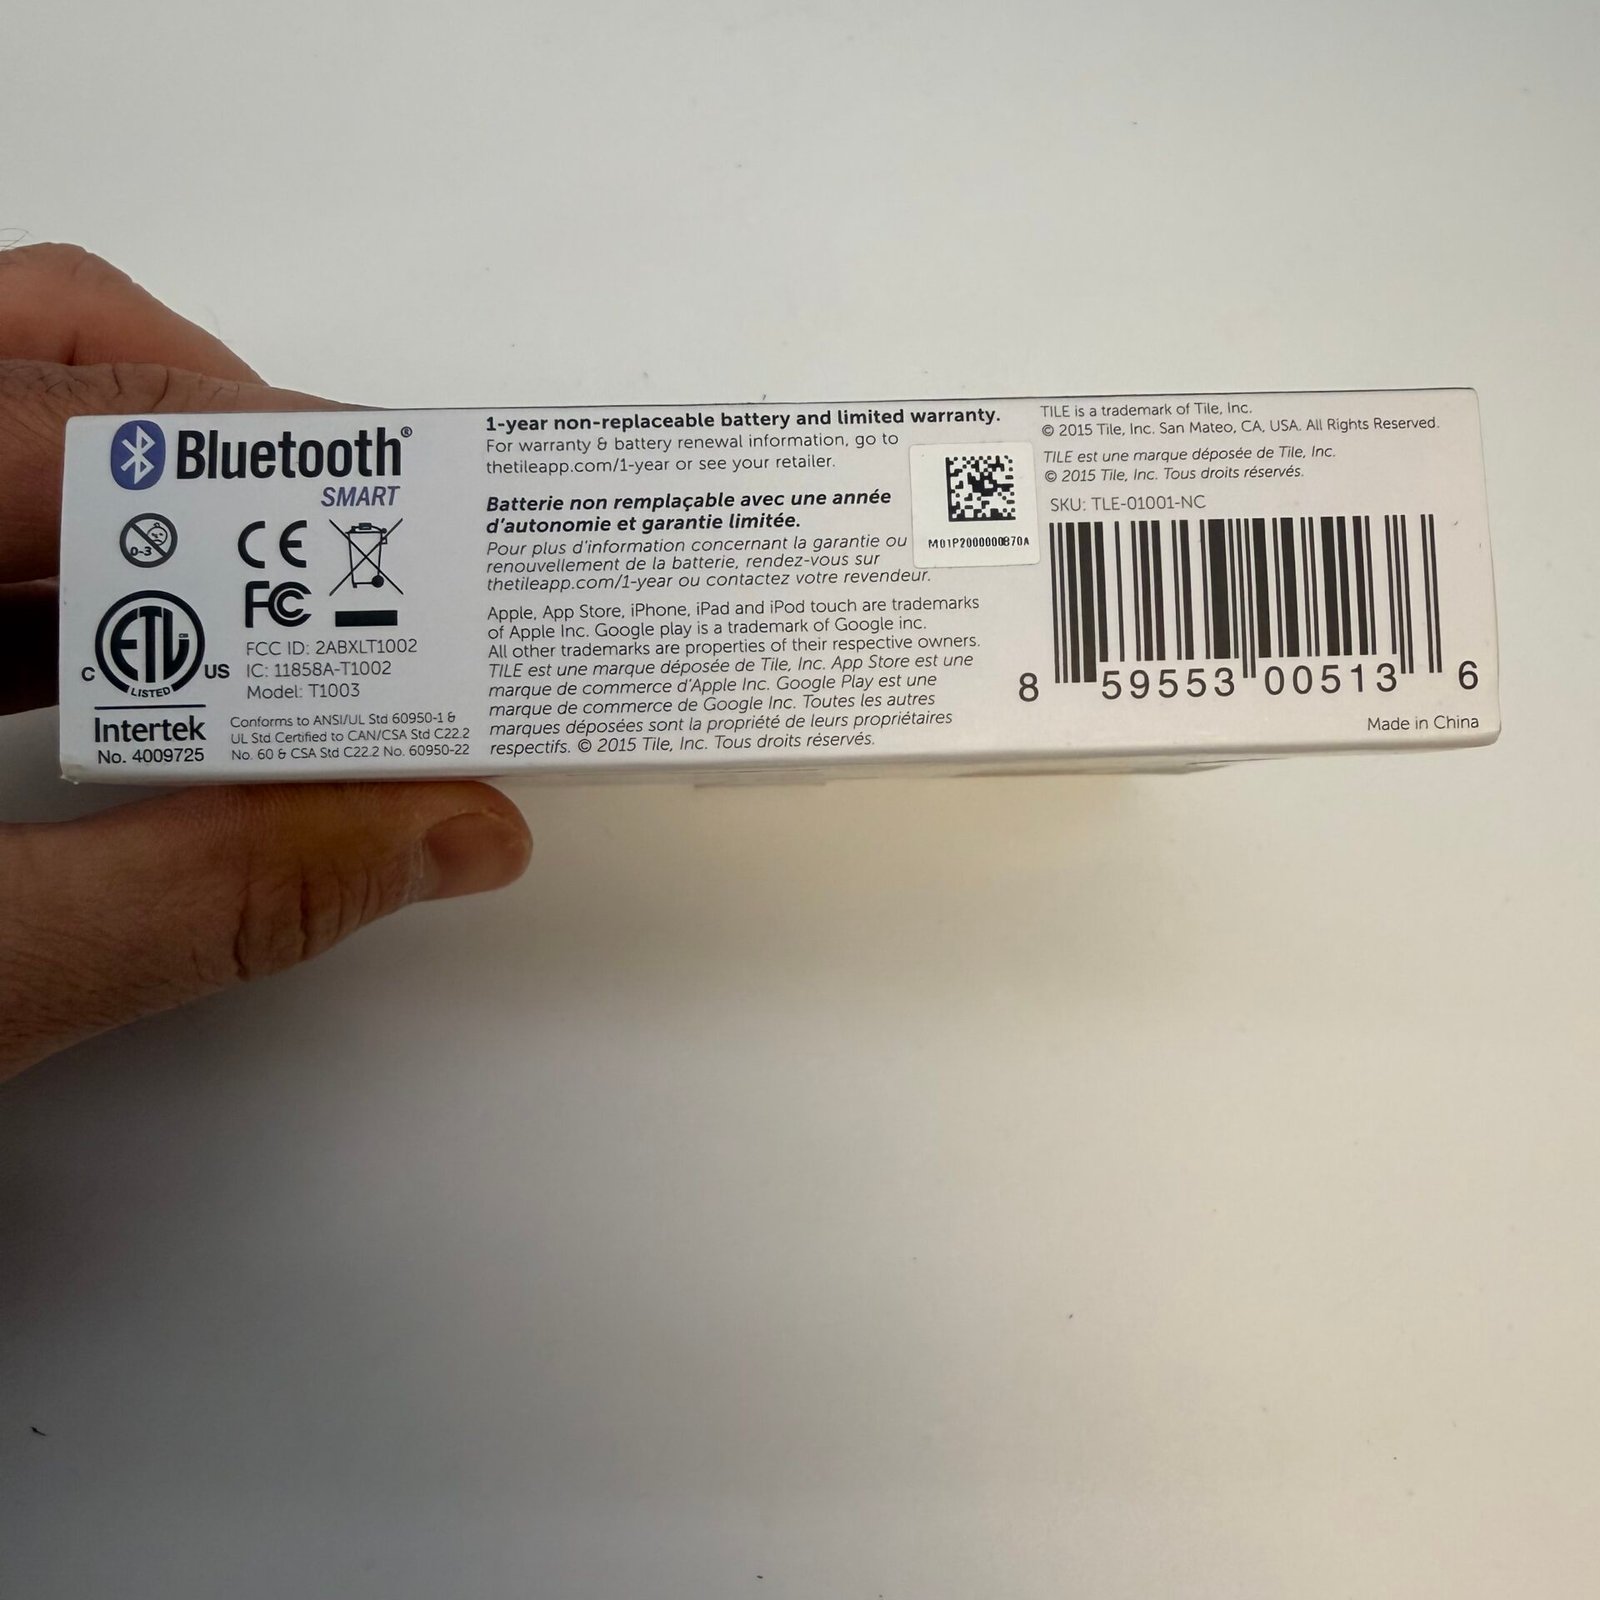 Bluetooth®
SMART
0-3
CE
FC
ETL
C
US
LISTED
Intertek
No. 4009725
FCC ID: 2ABXLT1002
IC: 11858A-T1002
Model: T1003
Conforms to ANSI/UL Std 60950-1 &
UL Std Certified to CAN/CSA Std C22.2
No. 60 & CSA Std C22.2 No. 60950-22
1-year non-replaceable battery and limited warranty.
For warranty & battery renewal information, go to
thetileapp.com/1-year or see your retailer.
Batterie non remplaçable avec une année
d'autonomie et garantie limitée.
Pour plus d'information concernant la garantie ou
renouvellement de la batterie, rendez-vous sur
thetileapp.com/1-year ou contactez votre revendeur.
Apple, App Store, iPhone, iPad and iPod touch are trademarks
of Apple Inc. Google play is a trademark of Google inc.
All other trademarks are properties of their respective owners.
TILE est une marque déposée de Tile, Inc. App Store est une
marque de commerce d'Apple Inc. Google Play est une
marque de commerce de Google Inc. Toutes les autres
marques déposées sont la propriété de leurs propriétaires
respectifs. © 2015 Tile, Inc. Tous droits réservés.
M01P2000000B70A
TILE is a trademark of Tile, Inc.
© 2015 Tile, Inc. San Mateo, CA, USA. All Rights Reserved.
TILE est une marque déposée de Tile, Inc.
© 2015 Tile, Inc. Tous droits réservés.
SKU: TLE-01001-NC
8 59553 00513 6
Made in China